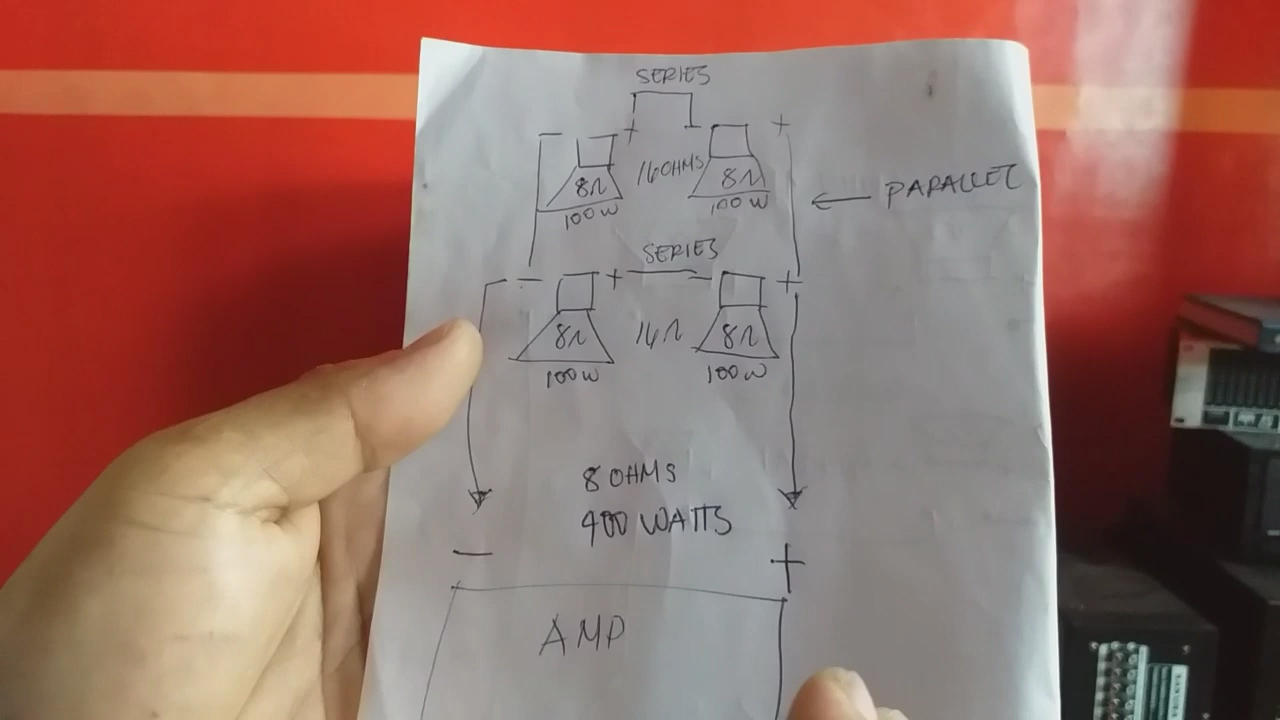 SERIES
- + - +
8Ω 16OHMS 8Ω
100W 100W
← PARALLEL
SERIES
- + - +
8Ω 16Ω 8Ω
100W 100W
8 OHMS
400 WATTS
- +
AMP